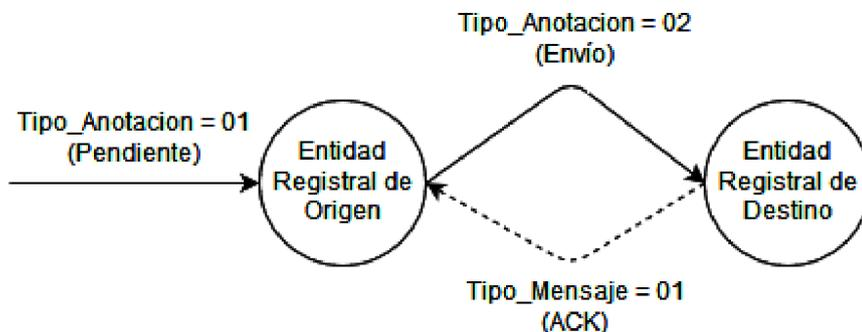 Tipo_Anotacion = 02
(Envío)
Tipo_Anotacion = 01
(Pendiente)
Entidad
Registral de
Origen
Entidad
Registral de
Destino
Tipo_Mensaje = 01
(ACK)